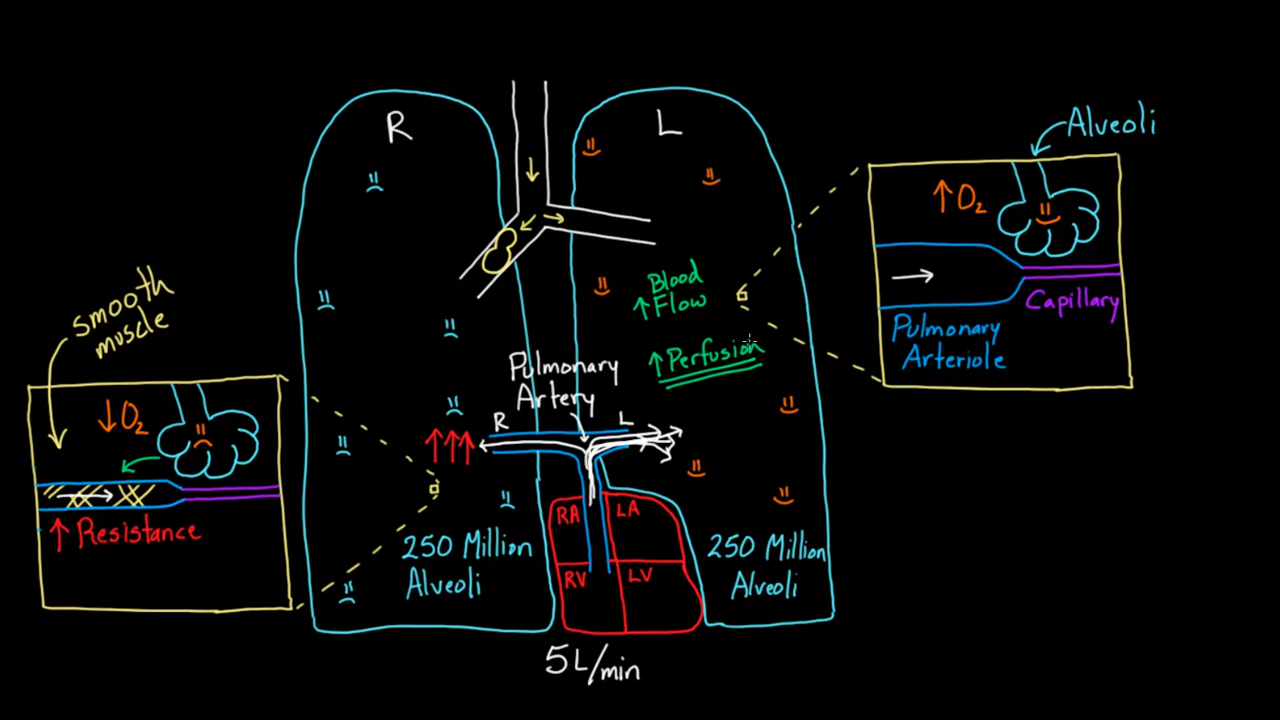 R
L
Alveoli
↑ O₂
Capillary
Pulmonary
Arteriole
Blood
↑ Flow
↑ Perfusion
smooth
muscle
↓ O₂
↑ Resistance
Pulmonary
Artery
R
L
↑↑↑
RA
LA
RV
LV
250 Million
Alveoli
250 Million
Alveoli
5L/min